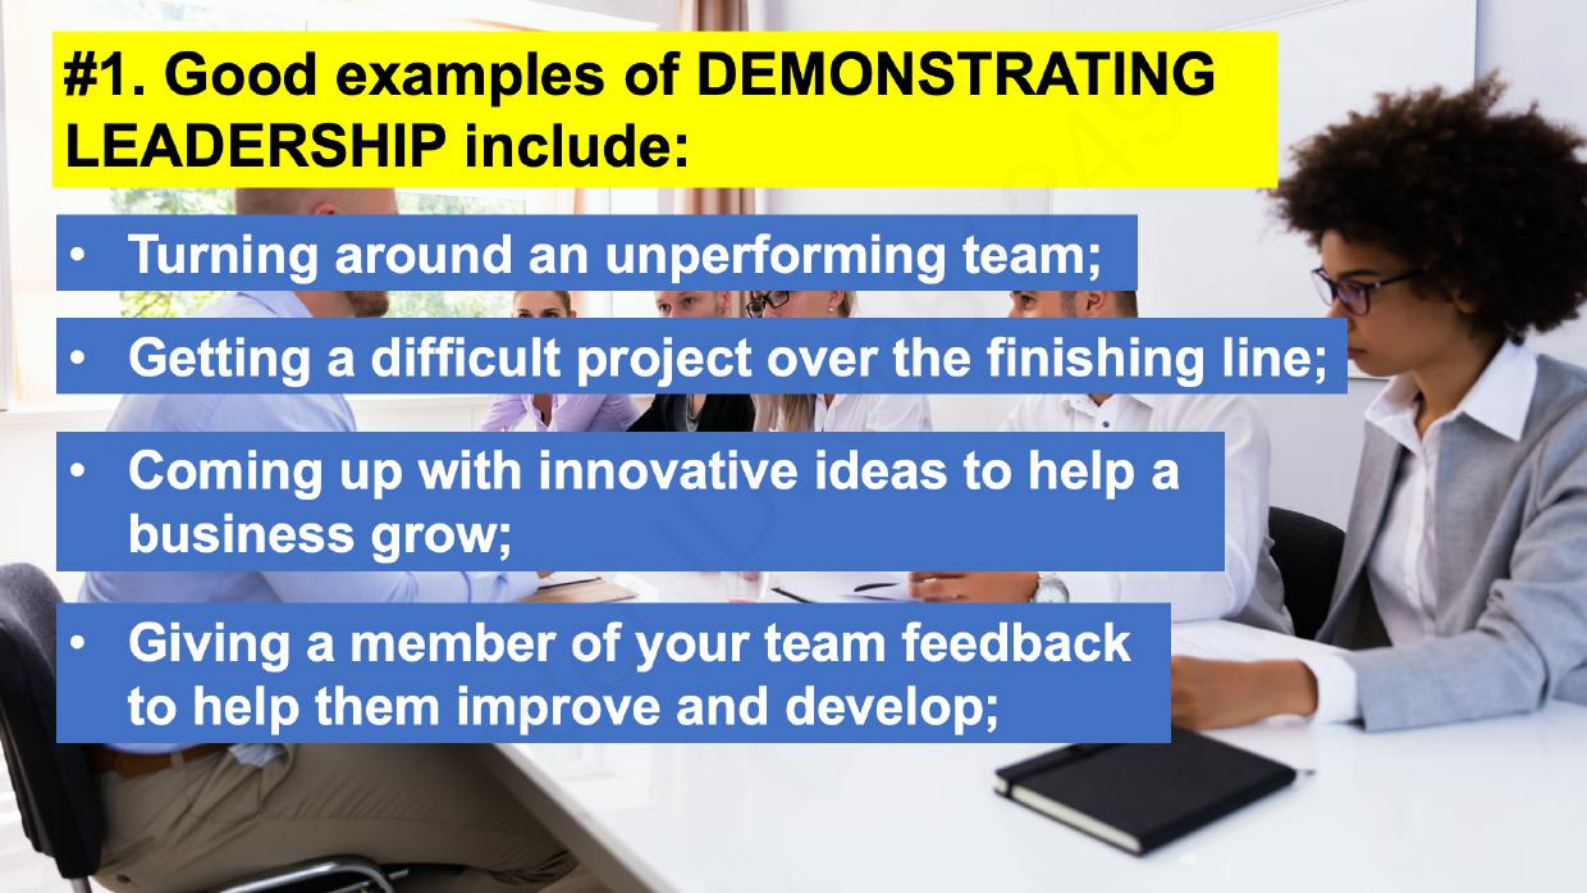 #1. Good examples of DEMONSTRATING
LEADERSHIP include:
• Turning around an unperforming team;
• Getting a difficult project over the finishing line;
• Coming up with innovative ideas to help a
business grow;
• Giving a member of your team feedback
to help them improve and develop;